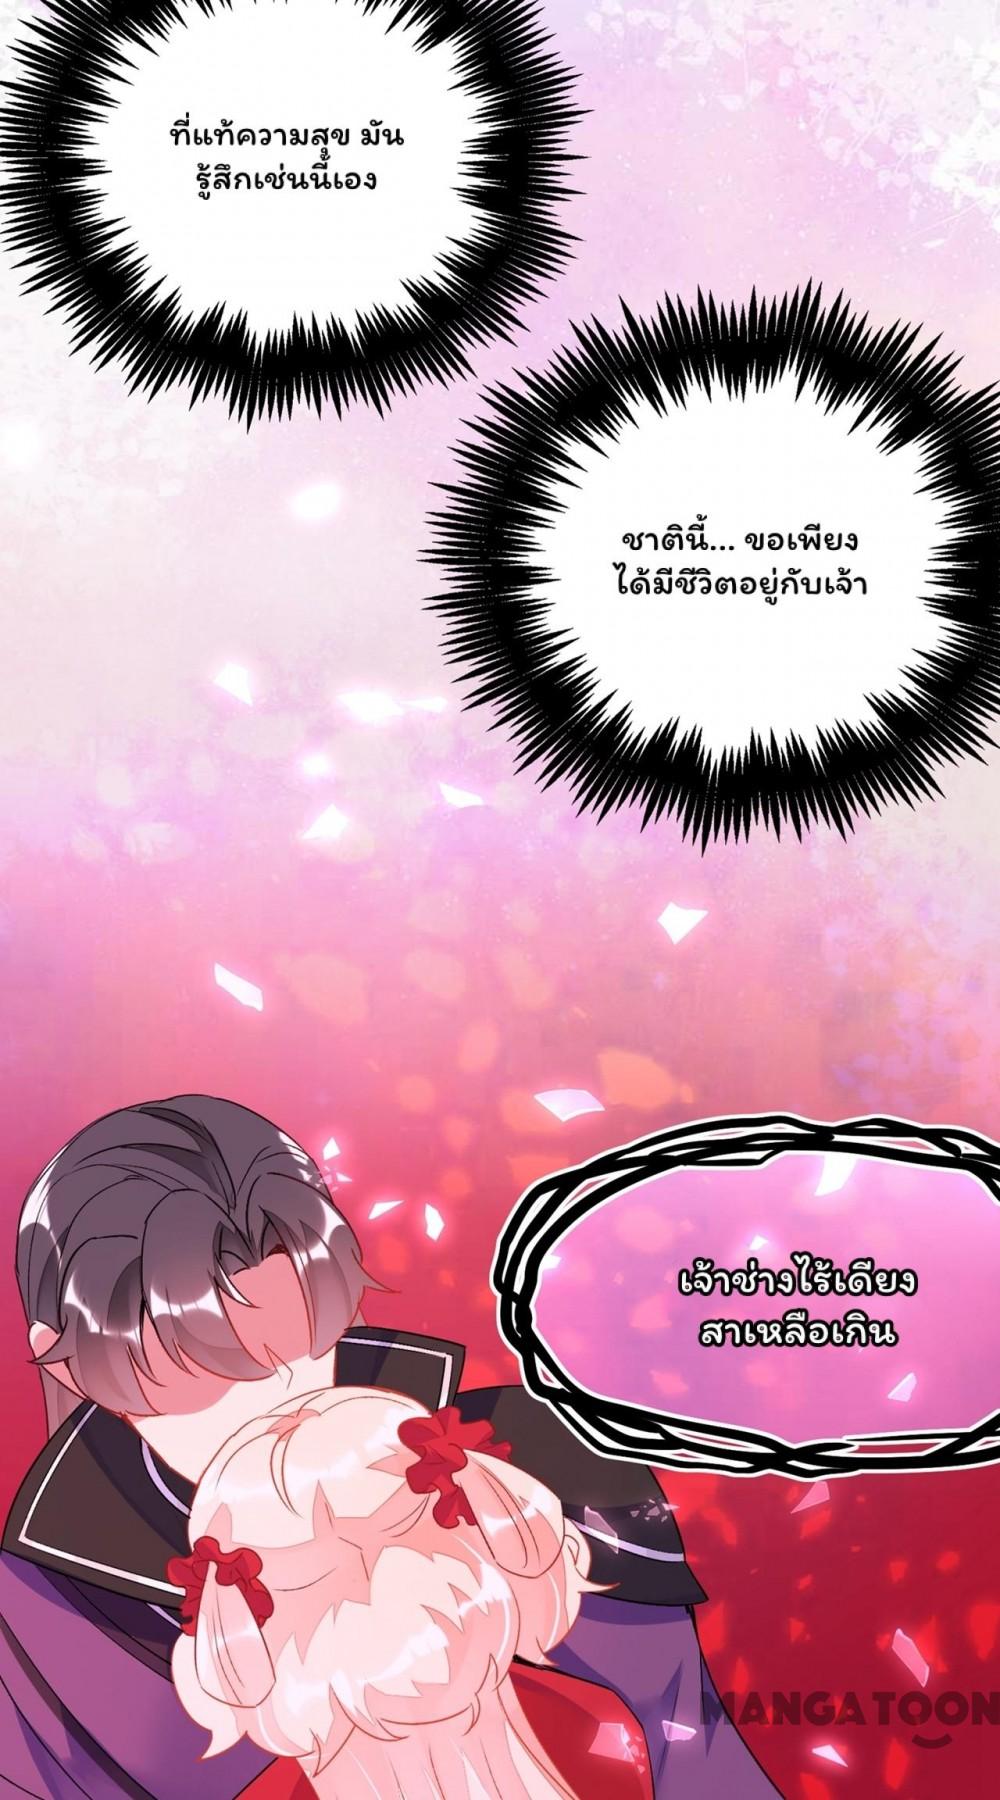 ที่แท้ความสุข มัน
รู้สึกเช่นนี้เอง
ชาตินี้... ขอเพียง
ได้มีชีวิตอยู่กับเจ้า
เจ้าช่างไร้เดียง
สาเหลือเกิน
MANGATOON